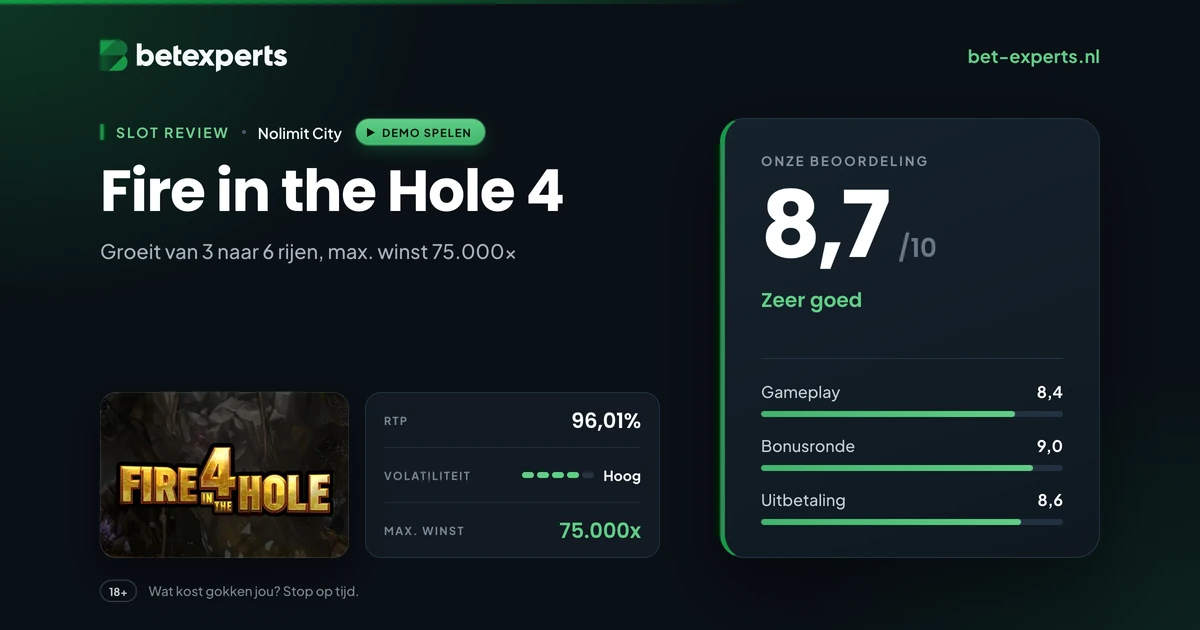 betexperts
bet-experts.nl
SLOT REVIEW • Nolimit City ▶ DEMO SPELEN
Fire in the Hole 4
Groeit van 3 naar 6 rijen, max. winst 75.000×
FIRE 4 IN THE HOLE
RTP 96,01%
VOLATILITEIT Hoog
MAX. WINST 75.000x
18+ Wat kost gokken jou? Stop op tijd.
ONZE BEOORDELING
8,7 /10
Zeer goed
Gameplay 8,4
Bonusronde 9,0
Uitbetaling 8,6